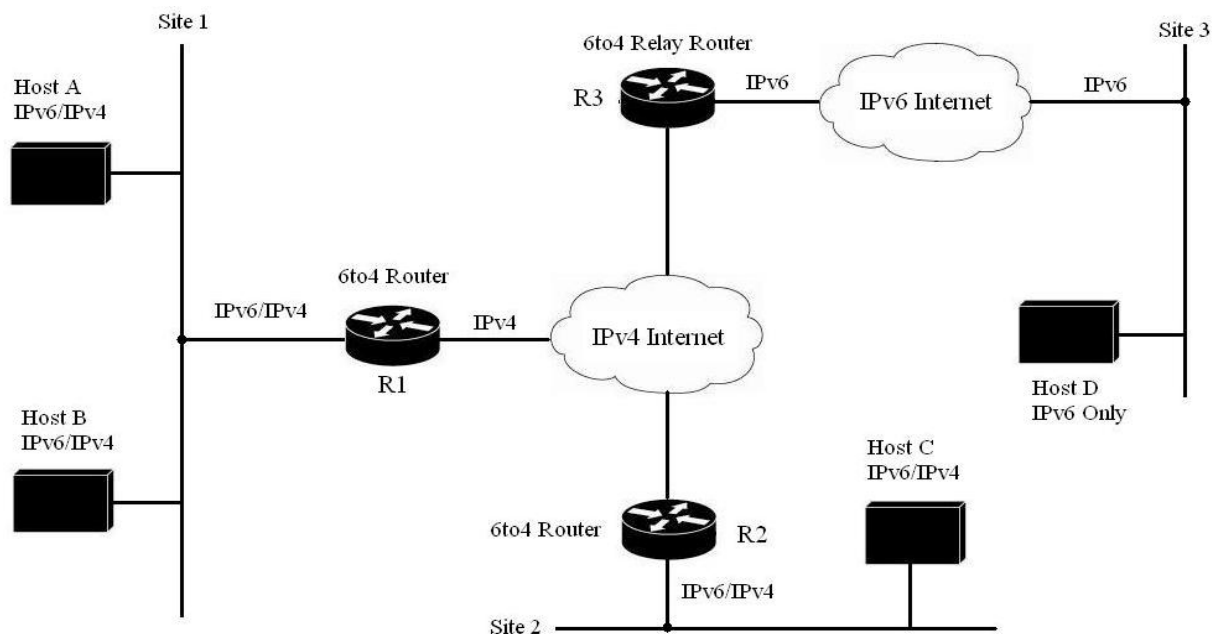 Site 1
6to4 Relay Router
Site 3
Host A
IPv6/IPv4
R3
IPv6
IPv6 Internet
IPv6
6to4 Router
IPv6/IPv4
IPv4
IPv4 Internet
R1
Host D
IPv6 Only
Host B
IPv6/IPv4
Host C
IPv6/IPv4
6to4 Router
R2
IPv6/IPv4
Site 2